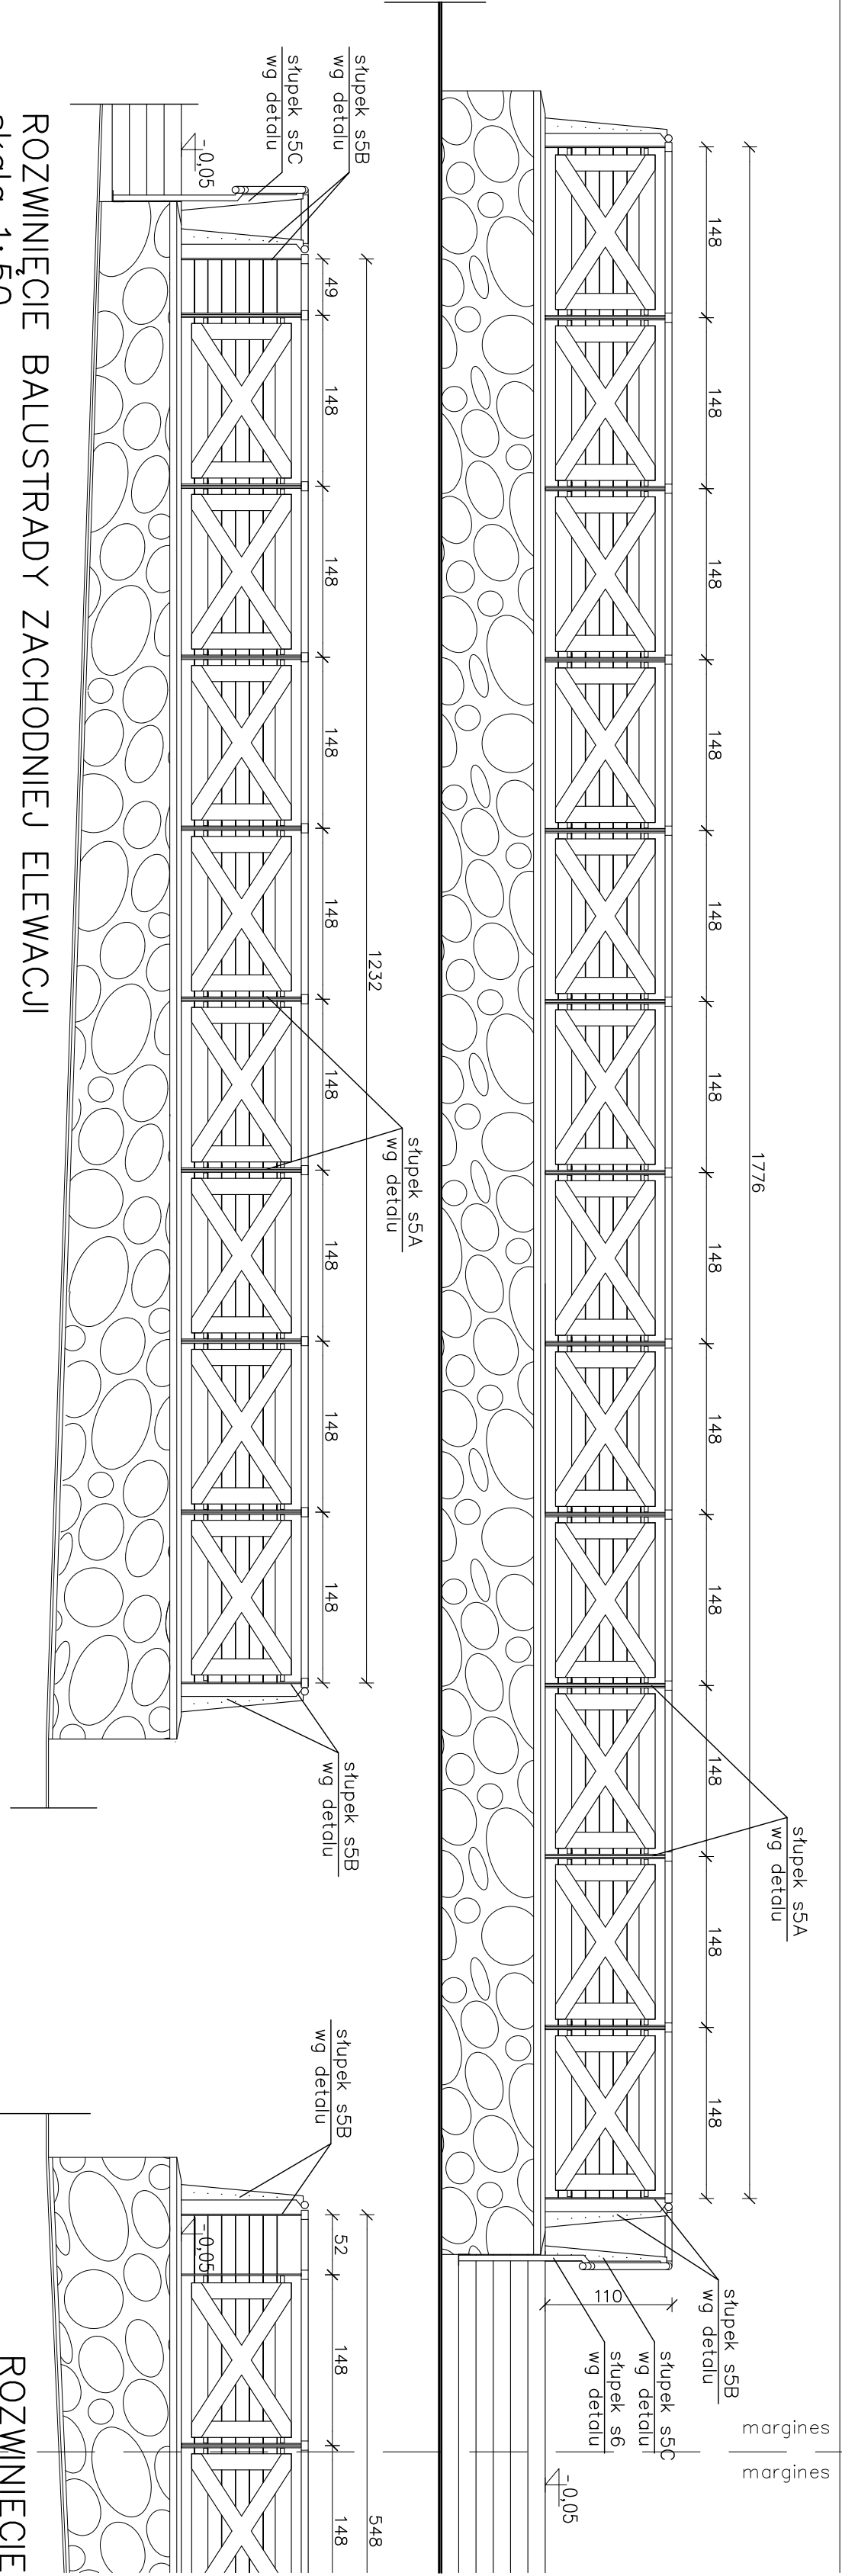 1776
148
148
148
148
148
148
148
148
148
148
148
148
słupek s5A
wg detalu
słupek s5B
wg detalu
słupek s5C
wg detalu
słupek s6
wg detalu
110
-0,05
margines
margines
słupek s5B
wg detalu
słupek s5C
wg detalu
-0,05
1232
49
148
148
148
148
148
148
148
148
słupek s5A
wg detalu
słupek s5B
wg detalu
ROZWINIĘCIE BALUSTRADY ZACHODNIEJ ELEWACJI
skala 1:50
słupek s5B
wg detalu
548
52
148
148
-0,05
ROZWINIĘCIE